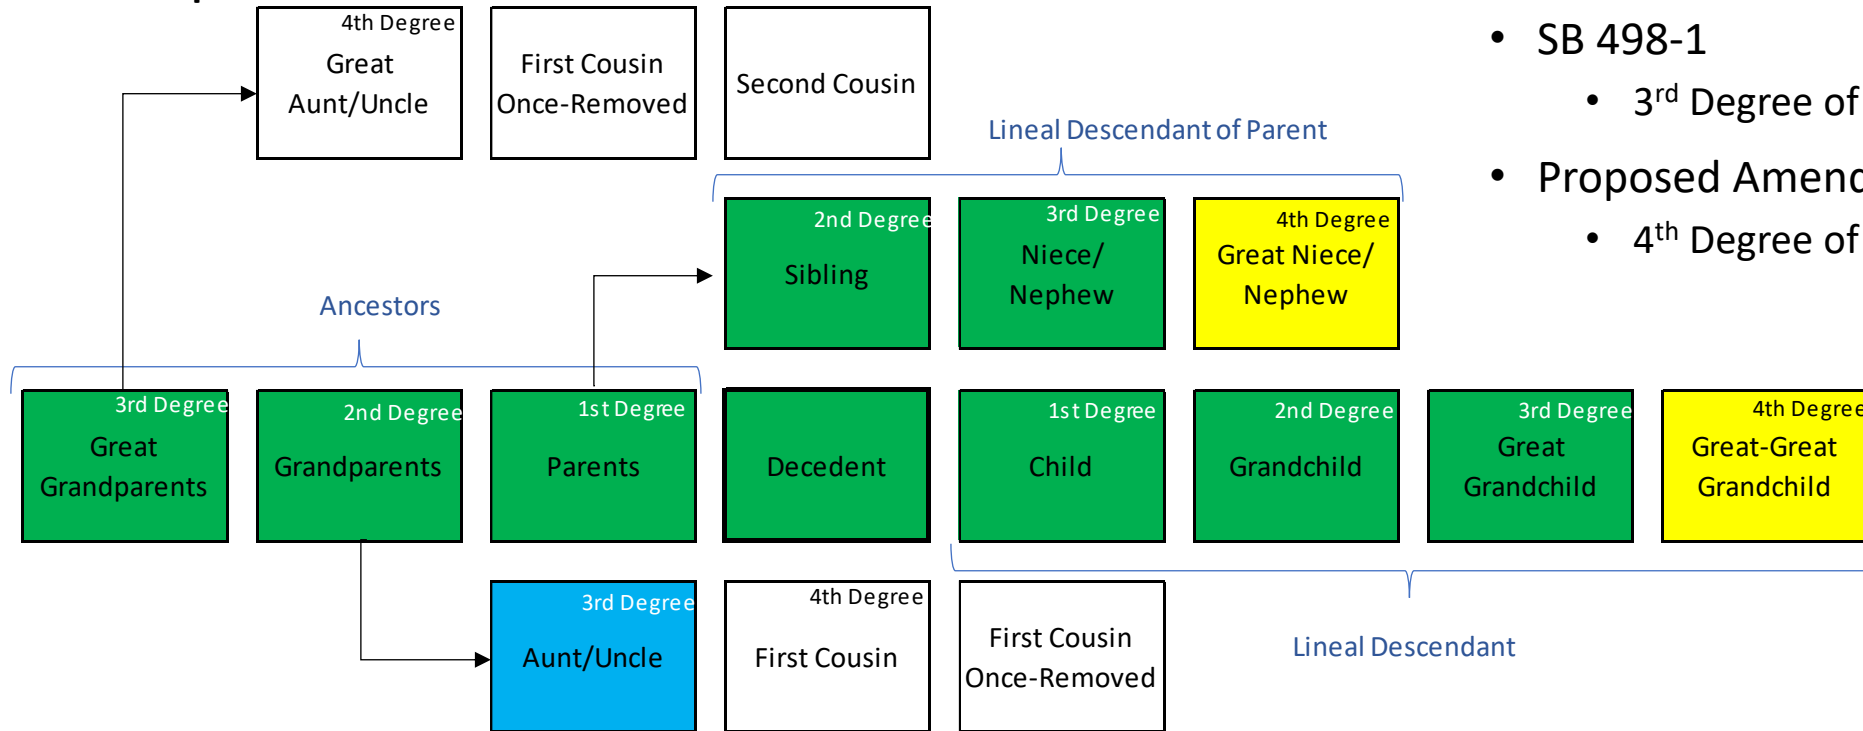 4th Degree
Great
Aunt/Uncle
First Cousin
Once-Removed
Second Cousin
• SB 498-1
• 3rd Degree of
• Proposed
• 4th Degree of
Lineal Descendant of Parent
2nd Degree
Sibling
3rd Degree
Niece/
Nephew
4th Degree
Great Niece/
Nephew
Ancestors
3rd Degree
Great
Grandparents
2nd Degree
Grandparents
1st Degree
Parents
Decedent
1st Degree
Child
2nd Degree
Grandchild
3rd Degree
Great
Grandchild
4th Degree
Great-Great
Grandchild
3rd Degree
Aunt/Uncle
4th Degree
First Cousin
First Cousin
Once-Removed
Lineal Descendant